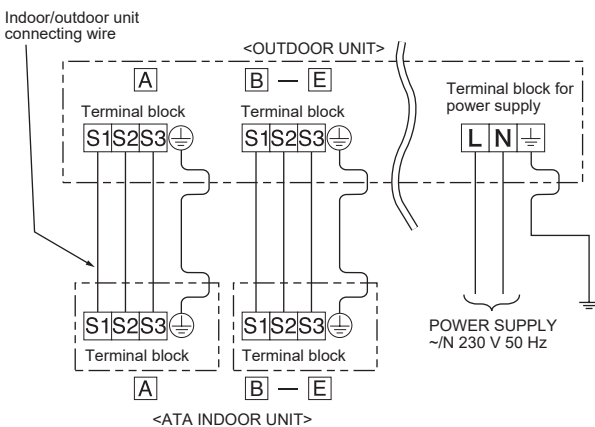 Indoor/outdoor unit
connecting wire
<OUTDOOR UNIT>
A
B — E
Terminal block
Terminal block
Terminal block for
power supply
S1 S2 S3
S1 S2 S3
L N
S1 S2 S3
S1 S2 S3
Terminal block
Terminal block
POWER SUPPLY
~/N 230 V 50 Hz
A
B — E
<ATA INDOOR UNIT>